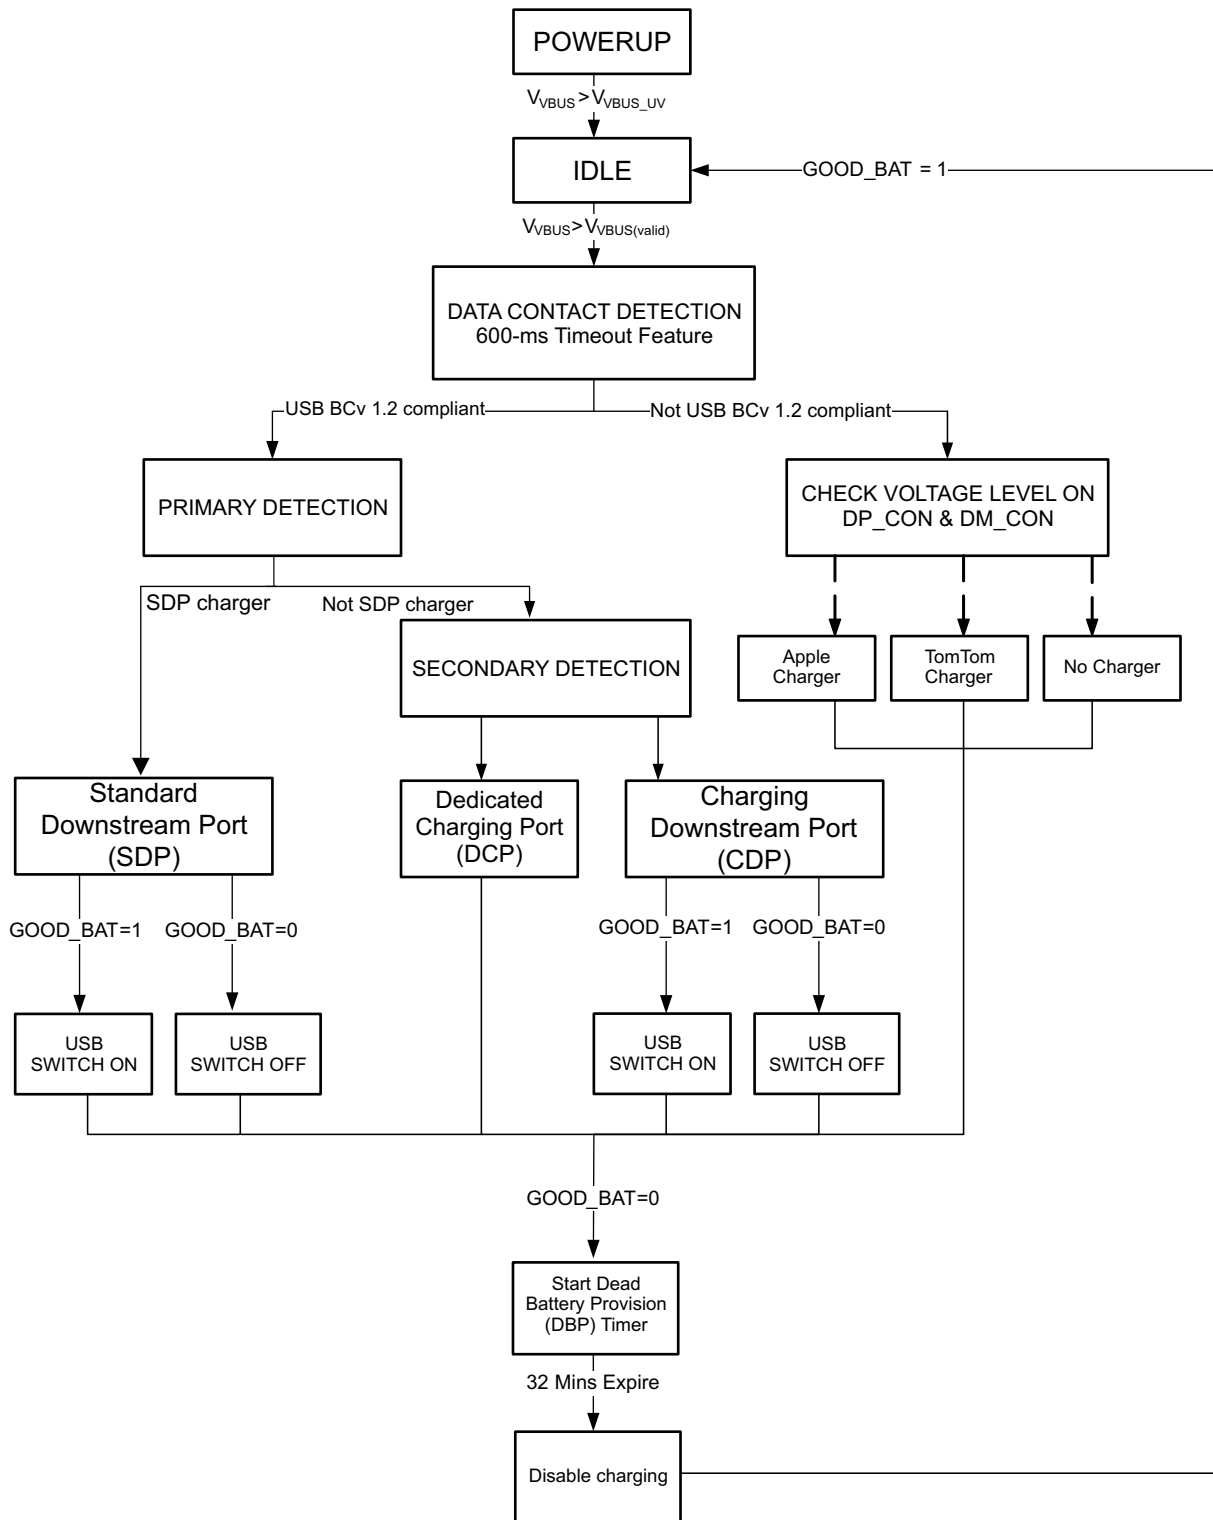 POWERUP
VVBUS>VVBUS_UV
IDLE
GOOD_BAT = 1
VVBUS>VVBUS(valid)
DATA CONTACT DETECTION
600-ms Timeout Feature
USB BCv 1.2 compliant
Not USB BCv 1.2 compliant
PRIMARY DETECTION
CHECK VOLTAGE LEVEL ON
DP_CON & DM_CON
SDP charger
Not SDP charger
SECONDARY DETECTION
Apple
Charger
TomTom
Charger
No Charger
Standard
Downstream Port
(SDP)
Dedicated
Charging Port
(DCP)
Charging
Downstream Port
(CDP)
GOOD_BAT=1
GOOD_BAT=0
GOOD_BAT=1
GOOD_BAT=0
USB
SWITCH ON
USB
SWITCH OFF
USB
SWITCH ON
USB
SWITCH OFF
GOOD_BAT=0
Start Dead
Battery Provision
(DBP) Timer
32 Mins Expire
Disable charging